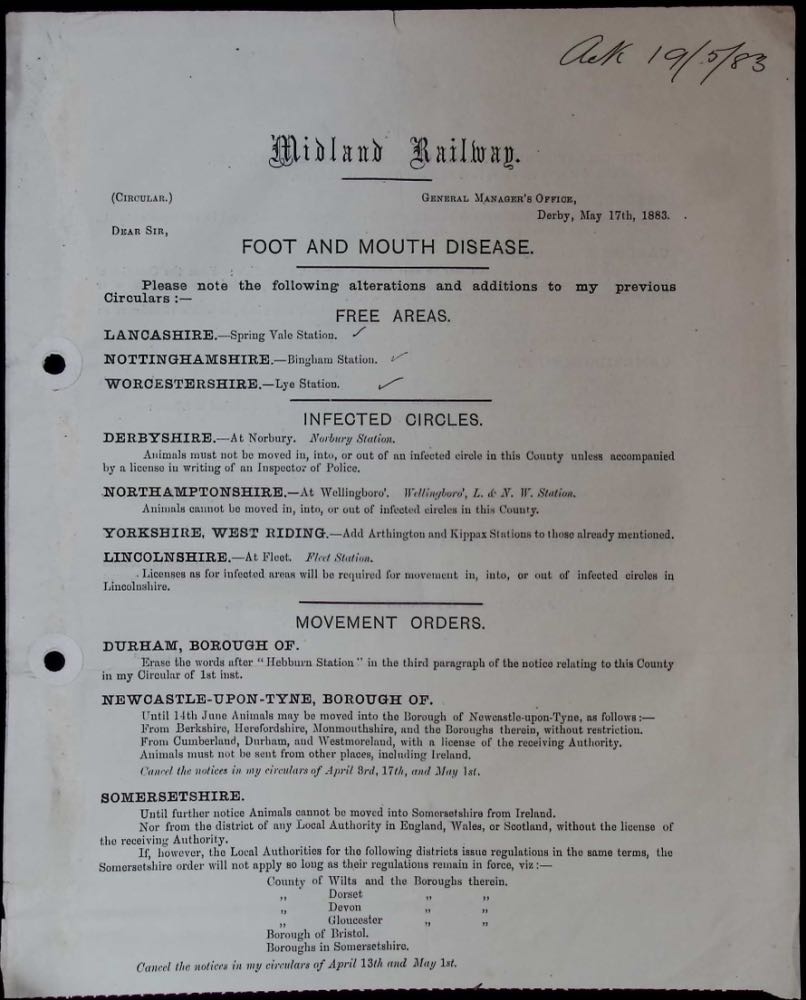 Ack 19/5/83
Midland Railway.
(CIRCULAR.)
GENERAL MANAGER'S OFFICE,
Derby, May 17th, 1883.
DEAR SIR,
FOOT AND MOUTH DISEASE.
Please note the following alterations and additions to my previous
Circulars :—
FREE AREAS.
LANCASHIRE.—Spring Vale Station. ✓
NOTTINGHAMSHIRE.—Bingham Station. ✓
WORCESTERSHIRE.—Lye Station. ✓
INFECTED CIRCLES.
DERBYSHIRE.—At Norbury. Norbury Station.
Animals must not be moved in, into, or out of an infected circle in this County unless accompanied
by a license in writing of an Inspector of Police.
NORTHAMPTONSHIRE.—At Wellingboro'. Wellingboro', L. & N. W. Station.
Animals cannot be moved in, into, or out of infected circles in this County.
YORKSHIRE, WEST RIDING.—Add Arthington and Kippax Stations to those already mentioned.
LINCOLNSHIRE.—At Fleet. Fleet Station.
Licenses as for infected areas will be required for movement in, into, or out of infected circles in
Lincolnshire.
MOVEMENT ORDERS.
DURHAM, BOROUGH OF.
Erase the words after "Hebburn Station" in the third paragraph of the notice relating to this County
in my Circular of 1st inst.
NEWCASTLE-UPON-TYNE, BOROUGH OF.
Until 14th June Animals may be moved into the Borough of Newcastle-upon-Tyne, as follows :—
From Berkshire, Herefordshire, Monmouthshire, and the Boroughs therein, without restriction.
From Cumberland, Durham, and Westmoreland, with a license of the receiving Authority.
Animals must not be sent from other places, including Ireland.
Cancel the notices in my circulars of April 3rd, 17th, and May 1st.
SOMERSETSHIRE.
Until further notice Animals cannot be moved into Somersetshire from Ireland.
Nor from the district of any Local Authority in England, Wales, or Scotland, without the license of
the receiving Authority.
If, however, the Local Authorities for the following districts issue regulations in the same terms, the
Somersetshire order will not apply so long as their regulations remain in force, viz :—
County of Wilts and the Boroughs therein.
„ Dorset „ „
„ Devon „ „
„ Gloucester „ „
Borough of Bristol.
Boroughs in Somersetshire.
Cancel the notices in my circulars of April 13th and May 1st.